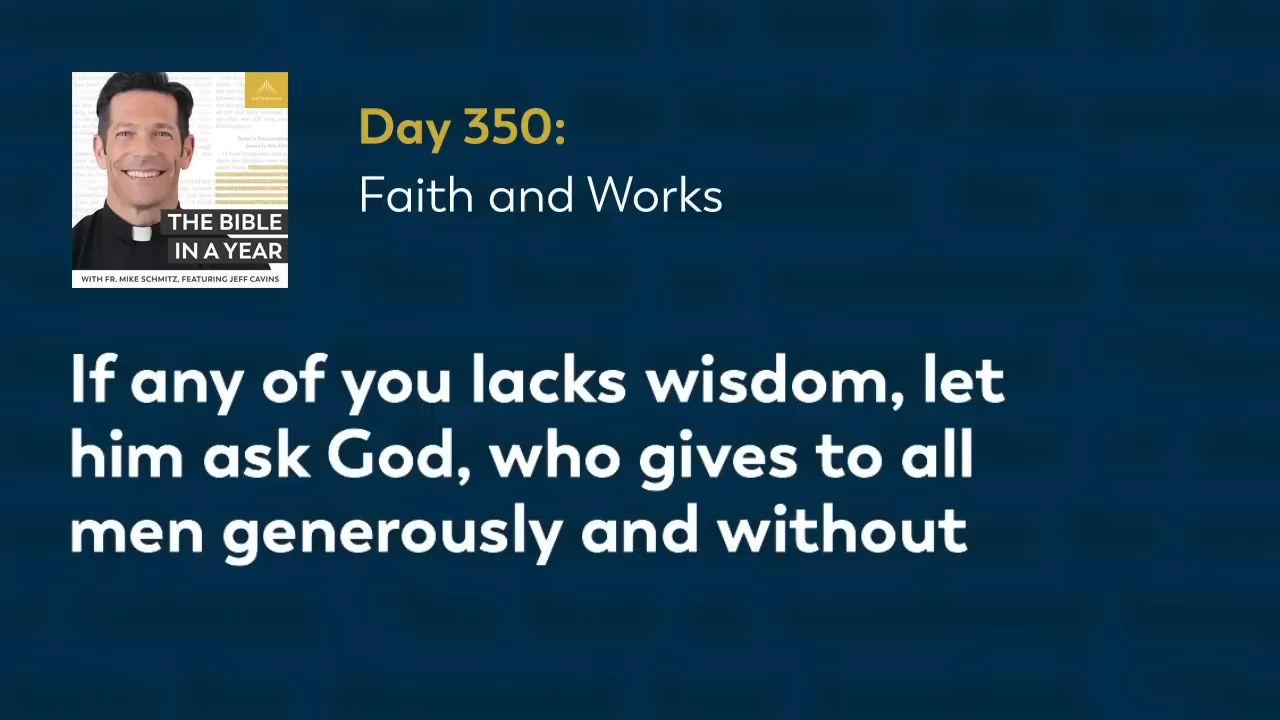 Day 350:
Faith and Works
THE BIBLE
IN A YEAR
WITH FR. MIKE SCHMITZ, FEATURING JEFF CAVINS
If any of you lacks wisdom, let
him ask God, who gives to all
men generously and without